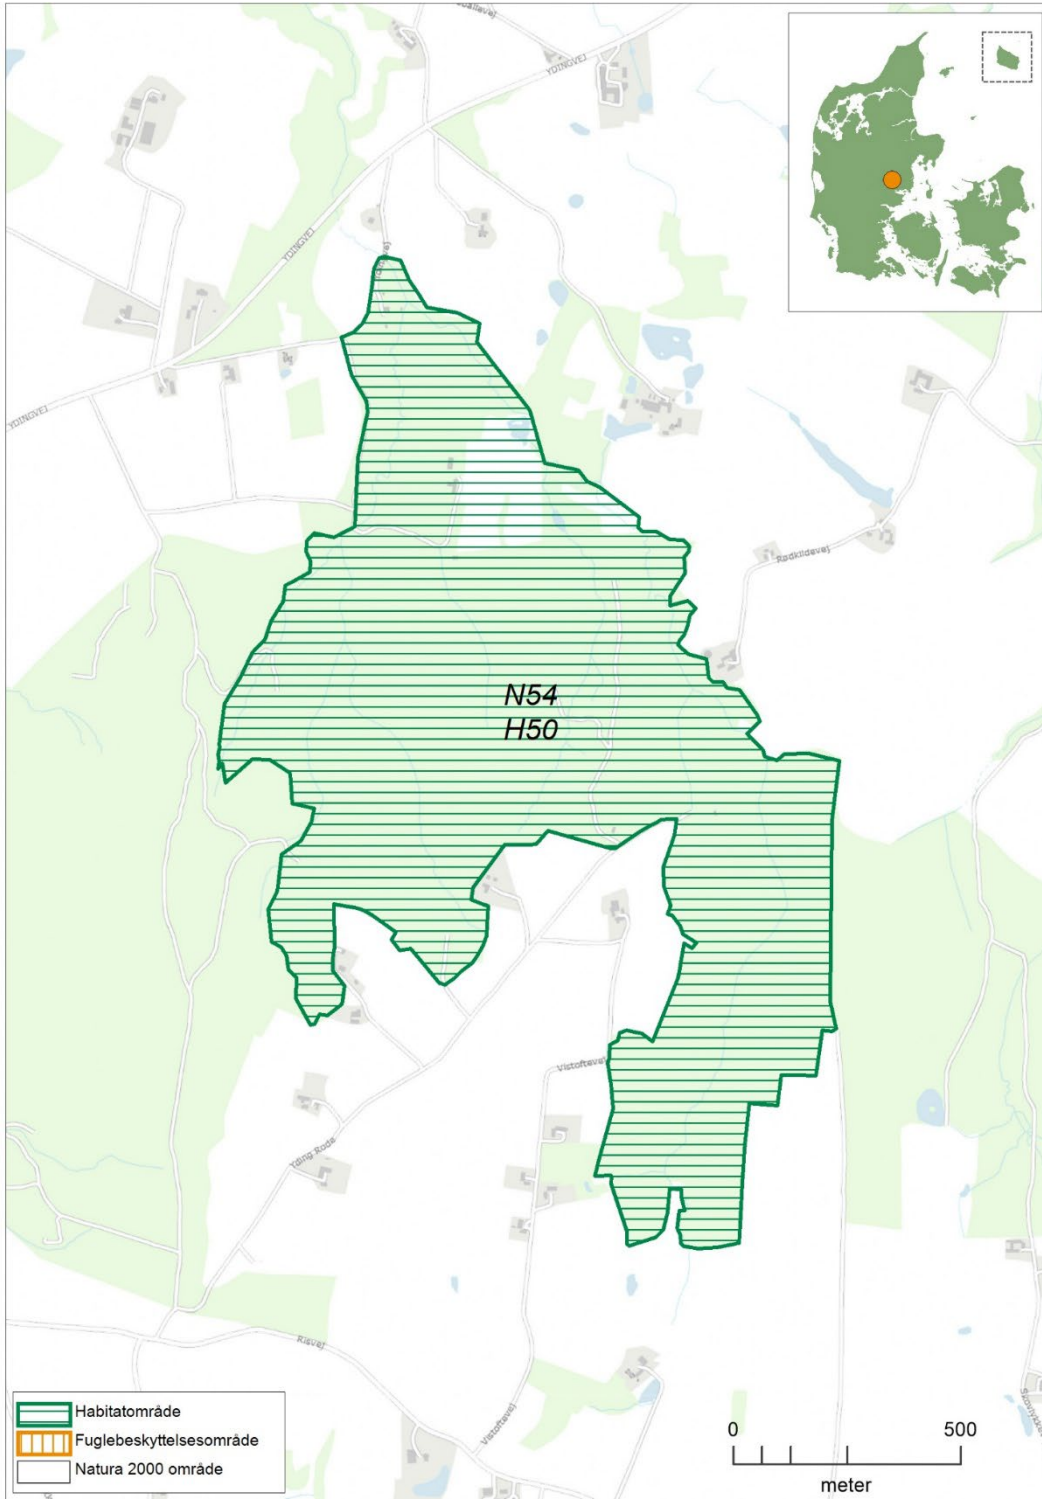 YDINGVEJ
YDINGVEJ
YDINGVEJ
Rødkildevej
N54
H50
Vistoftevej
Yding Rode
Risvej
Vistoftevej
Habitatområde
Fuglebeskyttelsesområde
Natura 2000 område
0 500
meter